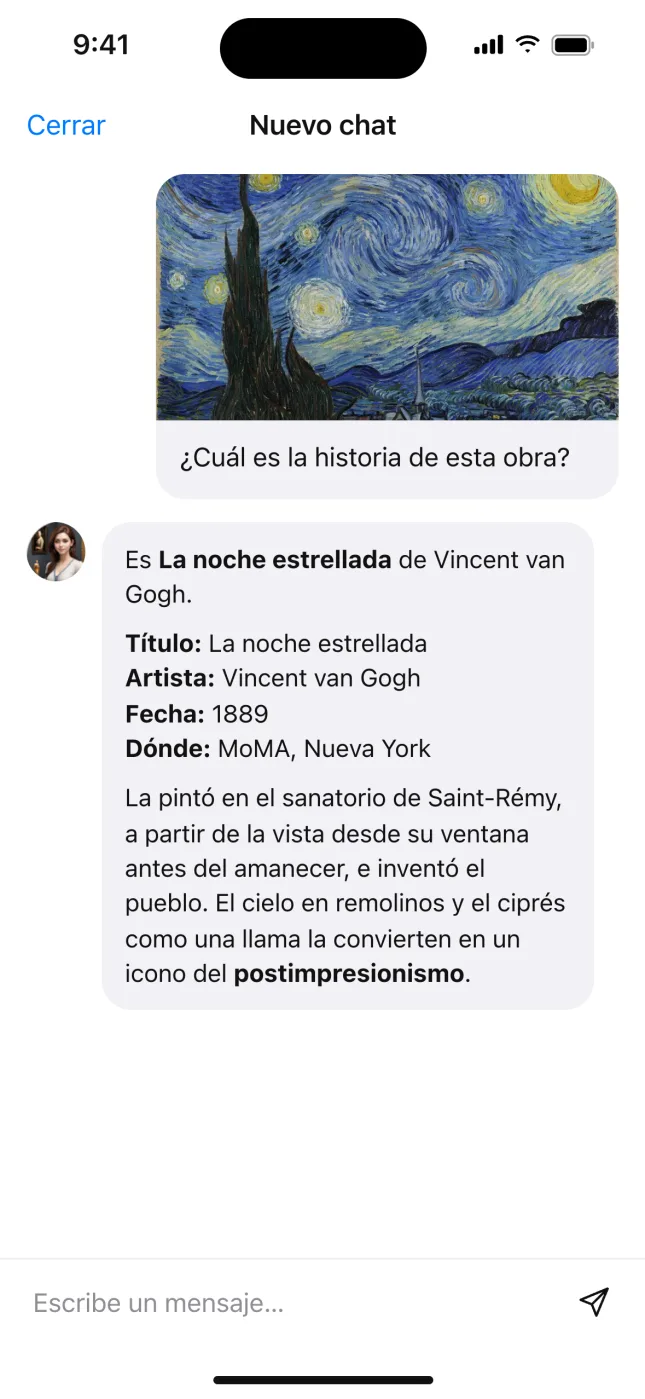 9:41
Cerrar
Nuevo chat
¿Cuál es la historia de esta obra?
Es La noche estrellada de Vincent van
Gogh.
Título: La noche estrellada
Artista: Vincent van Gogh
Fecha: 1889
Dónde: MoMA, Nueva York
La pintó en el sanatorio de Saint-Rémy,
a partir de la vista desde su ventana
antes del amanecer, e inventó el
pueblo. El cielo en remolinos y el ciprés
como una llama la convierten en un
icono del postimpresionismo.
Escribe un mensaje...